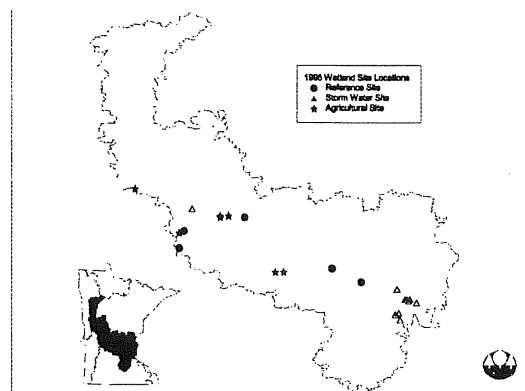 1995 Wetland Site Locations
Reference Site
Storm Water Site
Agricultural Site